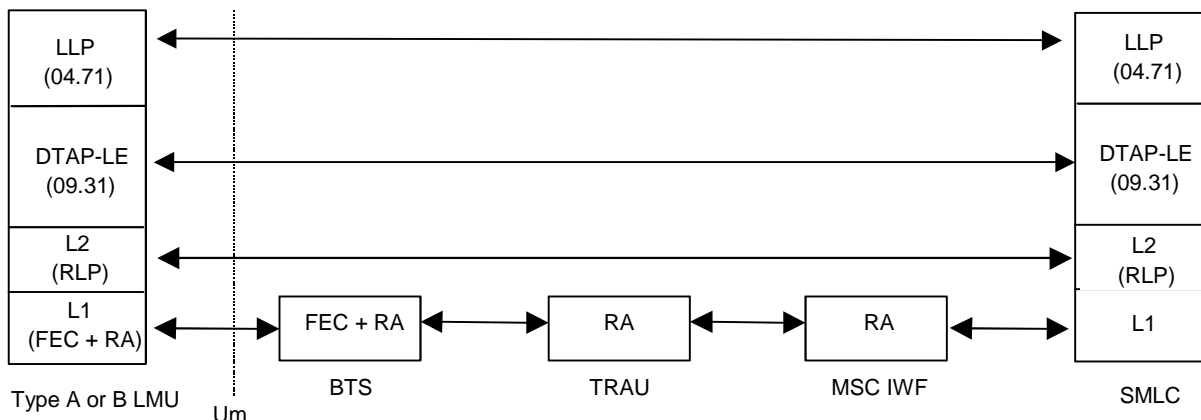 LLP
(04.71)
LLP
(04.71)
DTAP-LE
(09.31)
DTAP-LE
(09.31)
L2
(RLP)
L2
(RLP)
L1
(FEC + RA)
FEC + RA
RA
RA
L1
Type A or B LMU
Um
BTS
TRAU
MSC IWF
SMLC